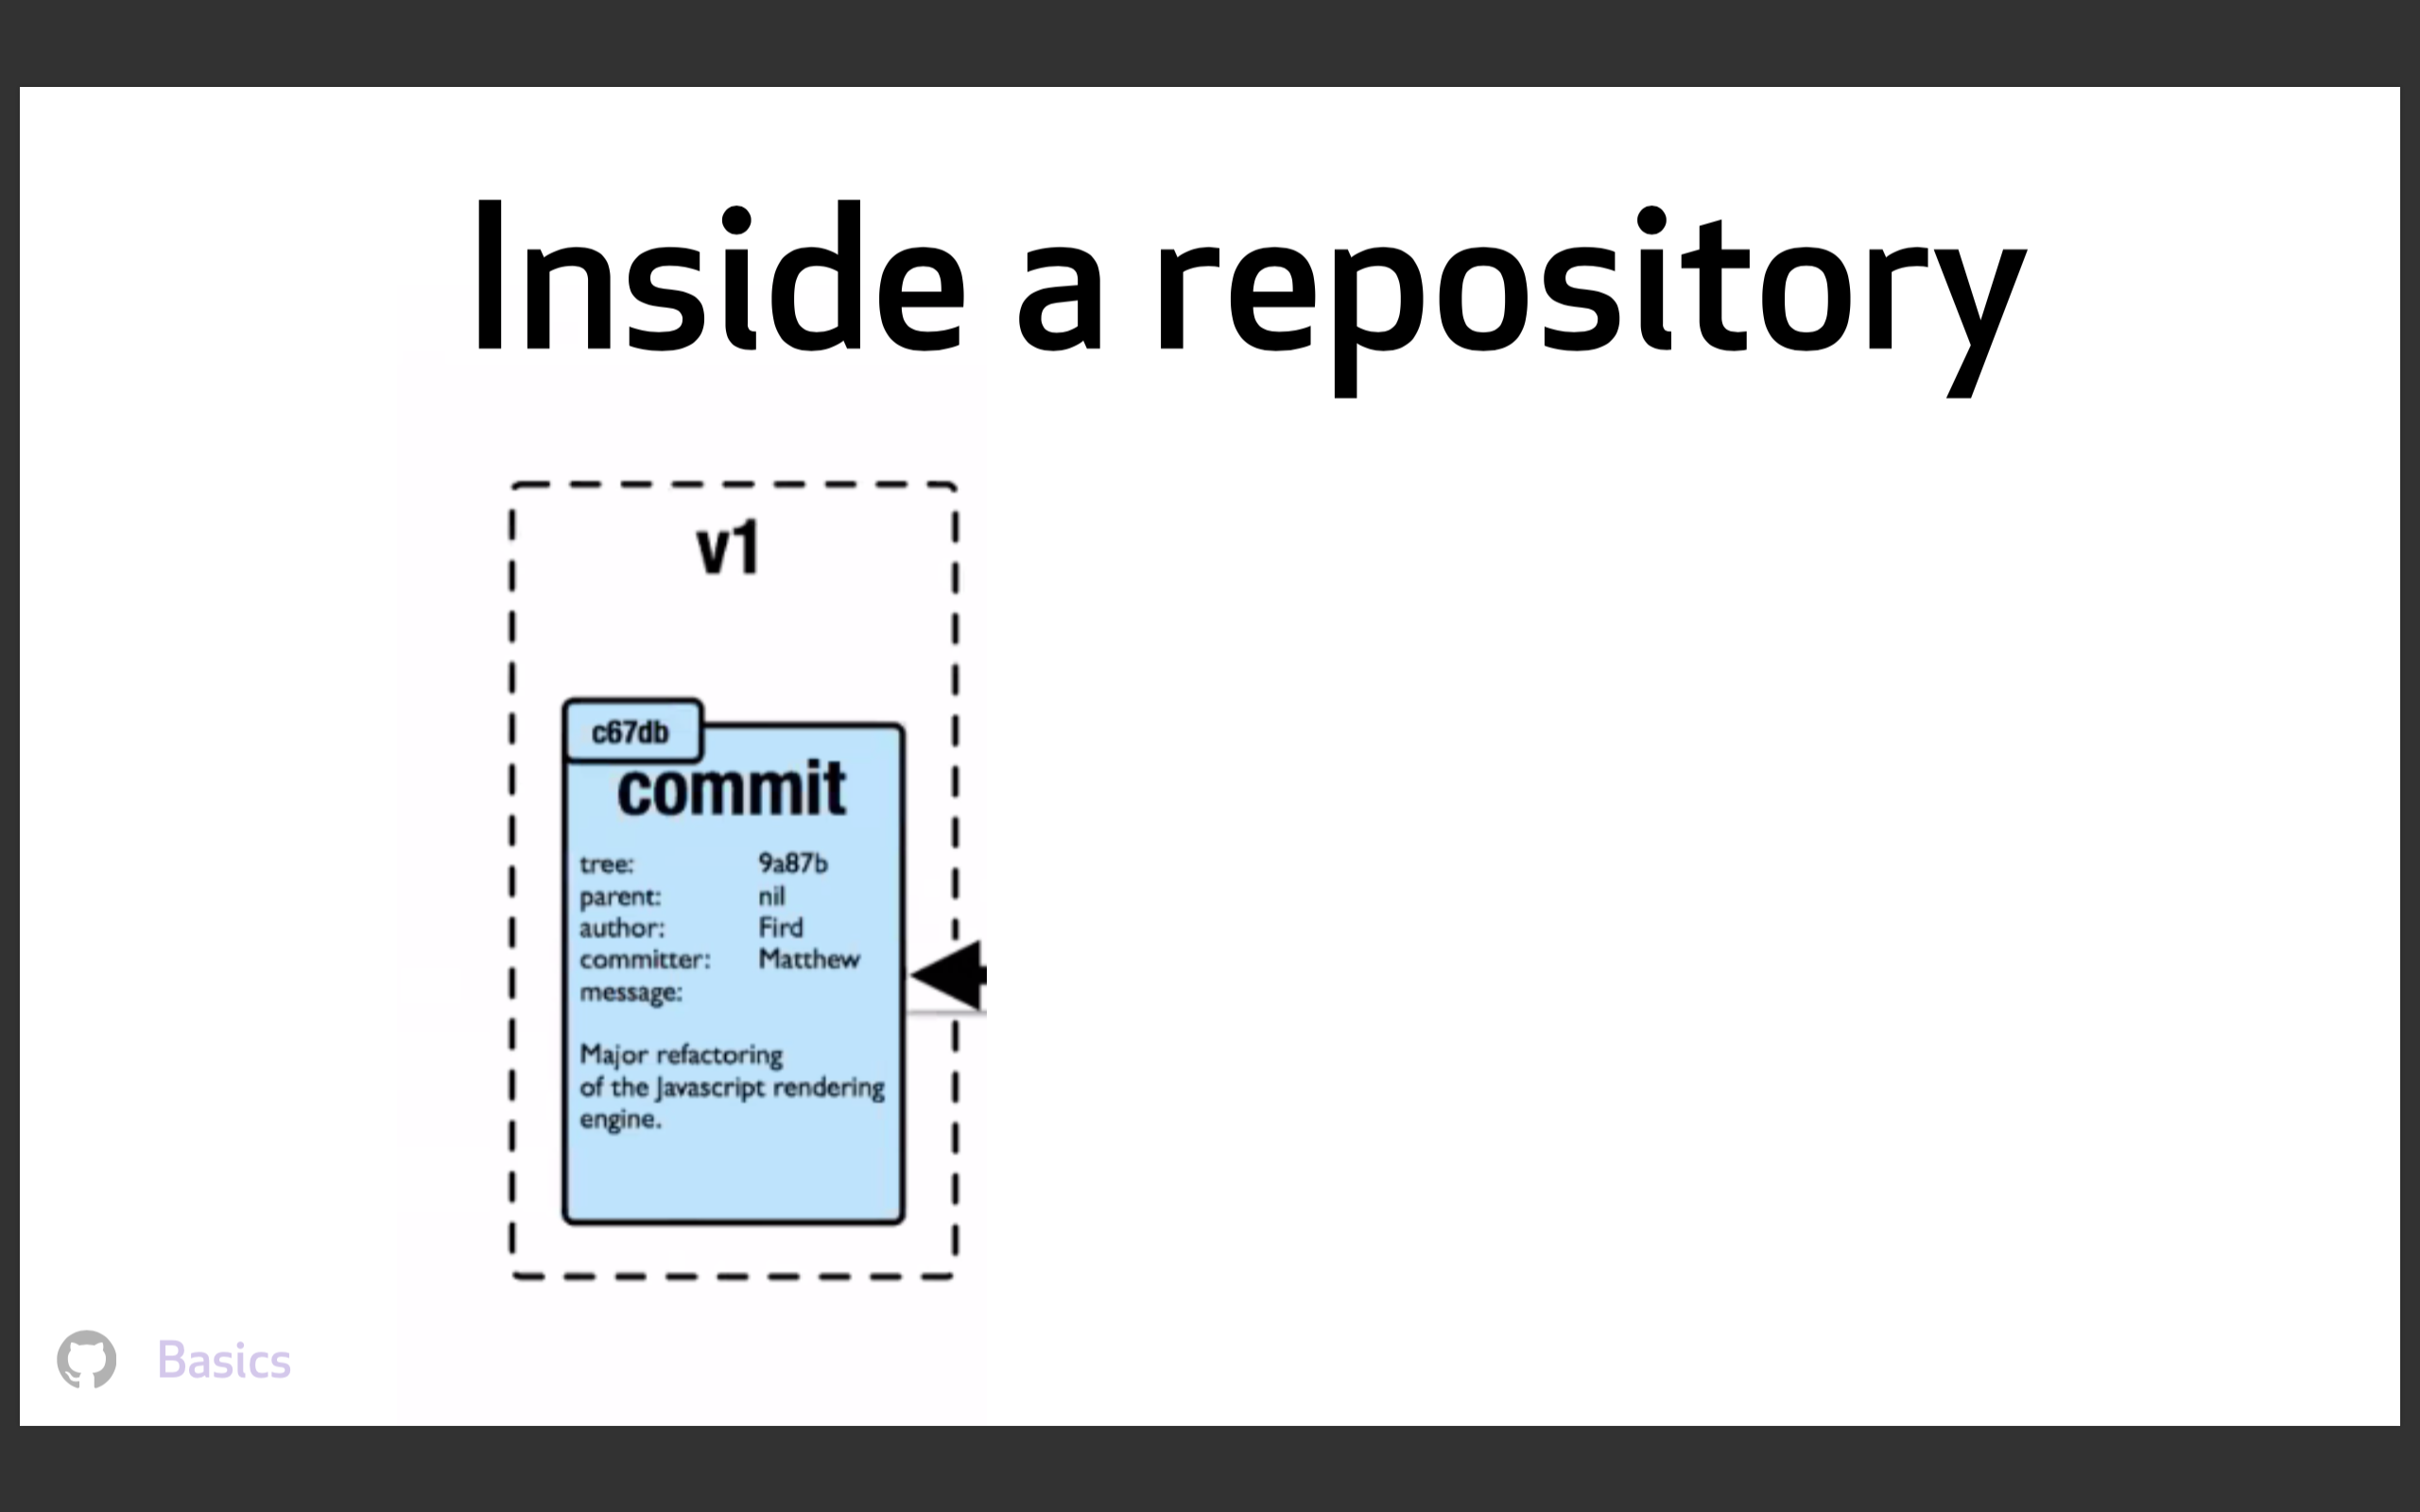 Inside a repository
v1
c67db
commit
tree: 9a87b
parent: nil
author: Fird
committer: Matthew
message:
Major refactoring
of the Javascript rendering
engine.
Basics